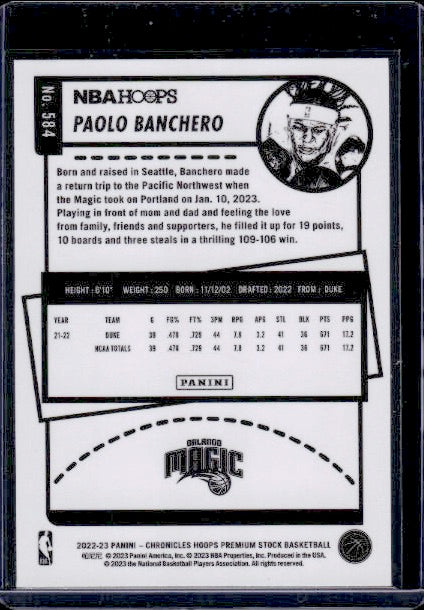 No. 584
NBA HOOPS
PAOLO BANCHERO
Born and raised in Seattle, Banchero made
a return trip to the Pacific Northwest when
the Magic took on Portland on Jan. 10, 2023.
Playing in front of mom and dad and feeling the love
from family, friends and supporters, he filled it up for 19 points,
10 boards and three steals in a thrilling 109-106 win.
HEIGHT: 6'10" WEIGHT: 250 BORN: 11/12/02 DRAFTED: 2022 FROM: DUKE
YEAR TEAM G FG% FT% 3PM RPG APG STL BLK PTS PPG
21-22 DUKE 39 .478 .729 44 7.8 3.2 41 36 671 17.2
NCAA TOTALS 39 .478 .729 44 7.8 3.2 41 36 671 17.2
PANINI
ORLANDO
MAGIC
2022-23 PANINI – CHRONICLES HOOPS PREMIUM STOCK BASKETBALL
© 2023 Panini America, Inc. © 2023 NBA Properties, Inc. Produced in the USA.
© 2023 the National Basketball Players Association. All rights reserved.